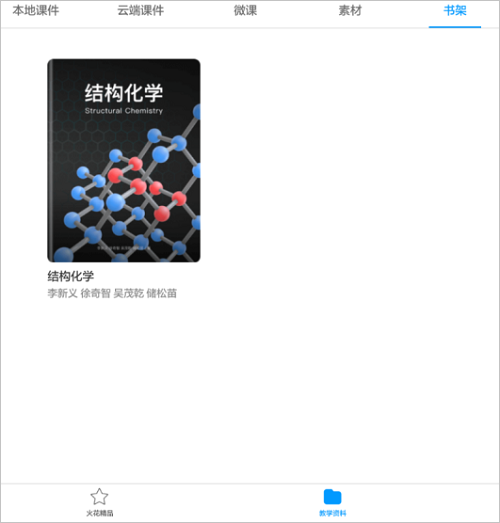 本地课件 云端课件 微课 素材 书架
结构化学
Structural Chemistry
结构化学
李新义 徐奇智 吴茂乾 储松苗
火花精品 教学资料